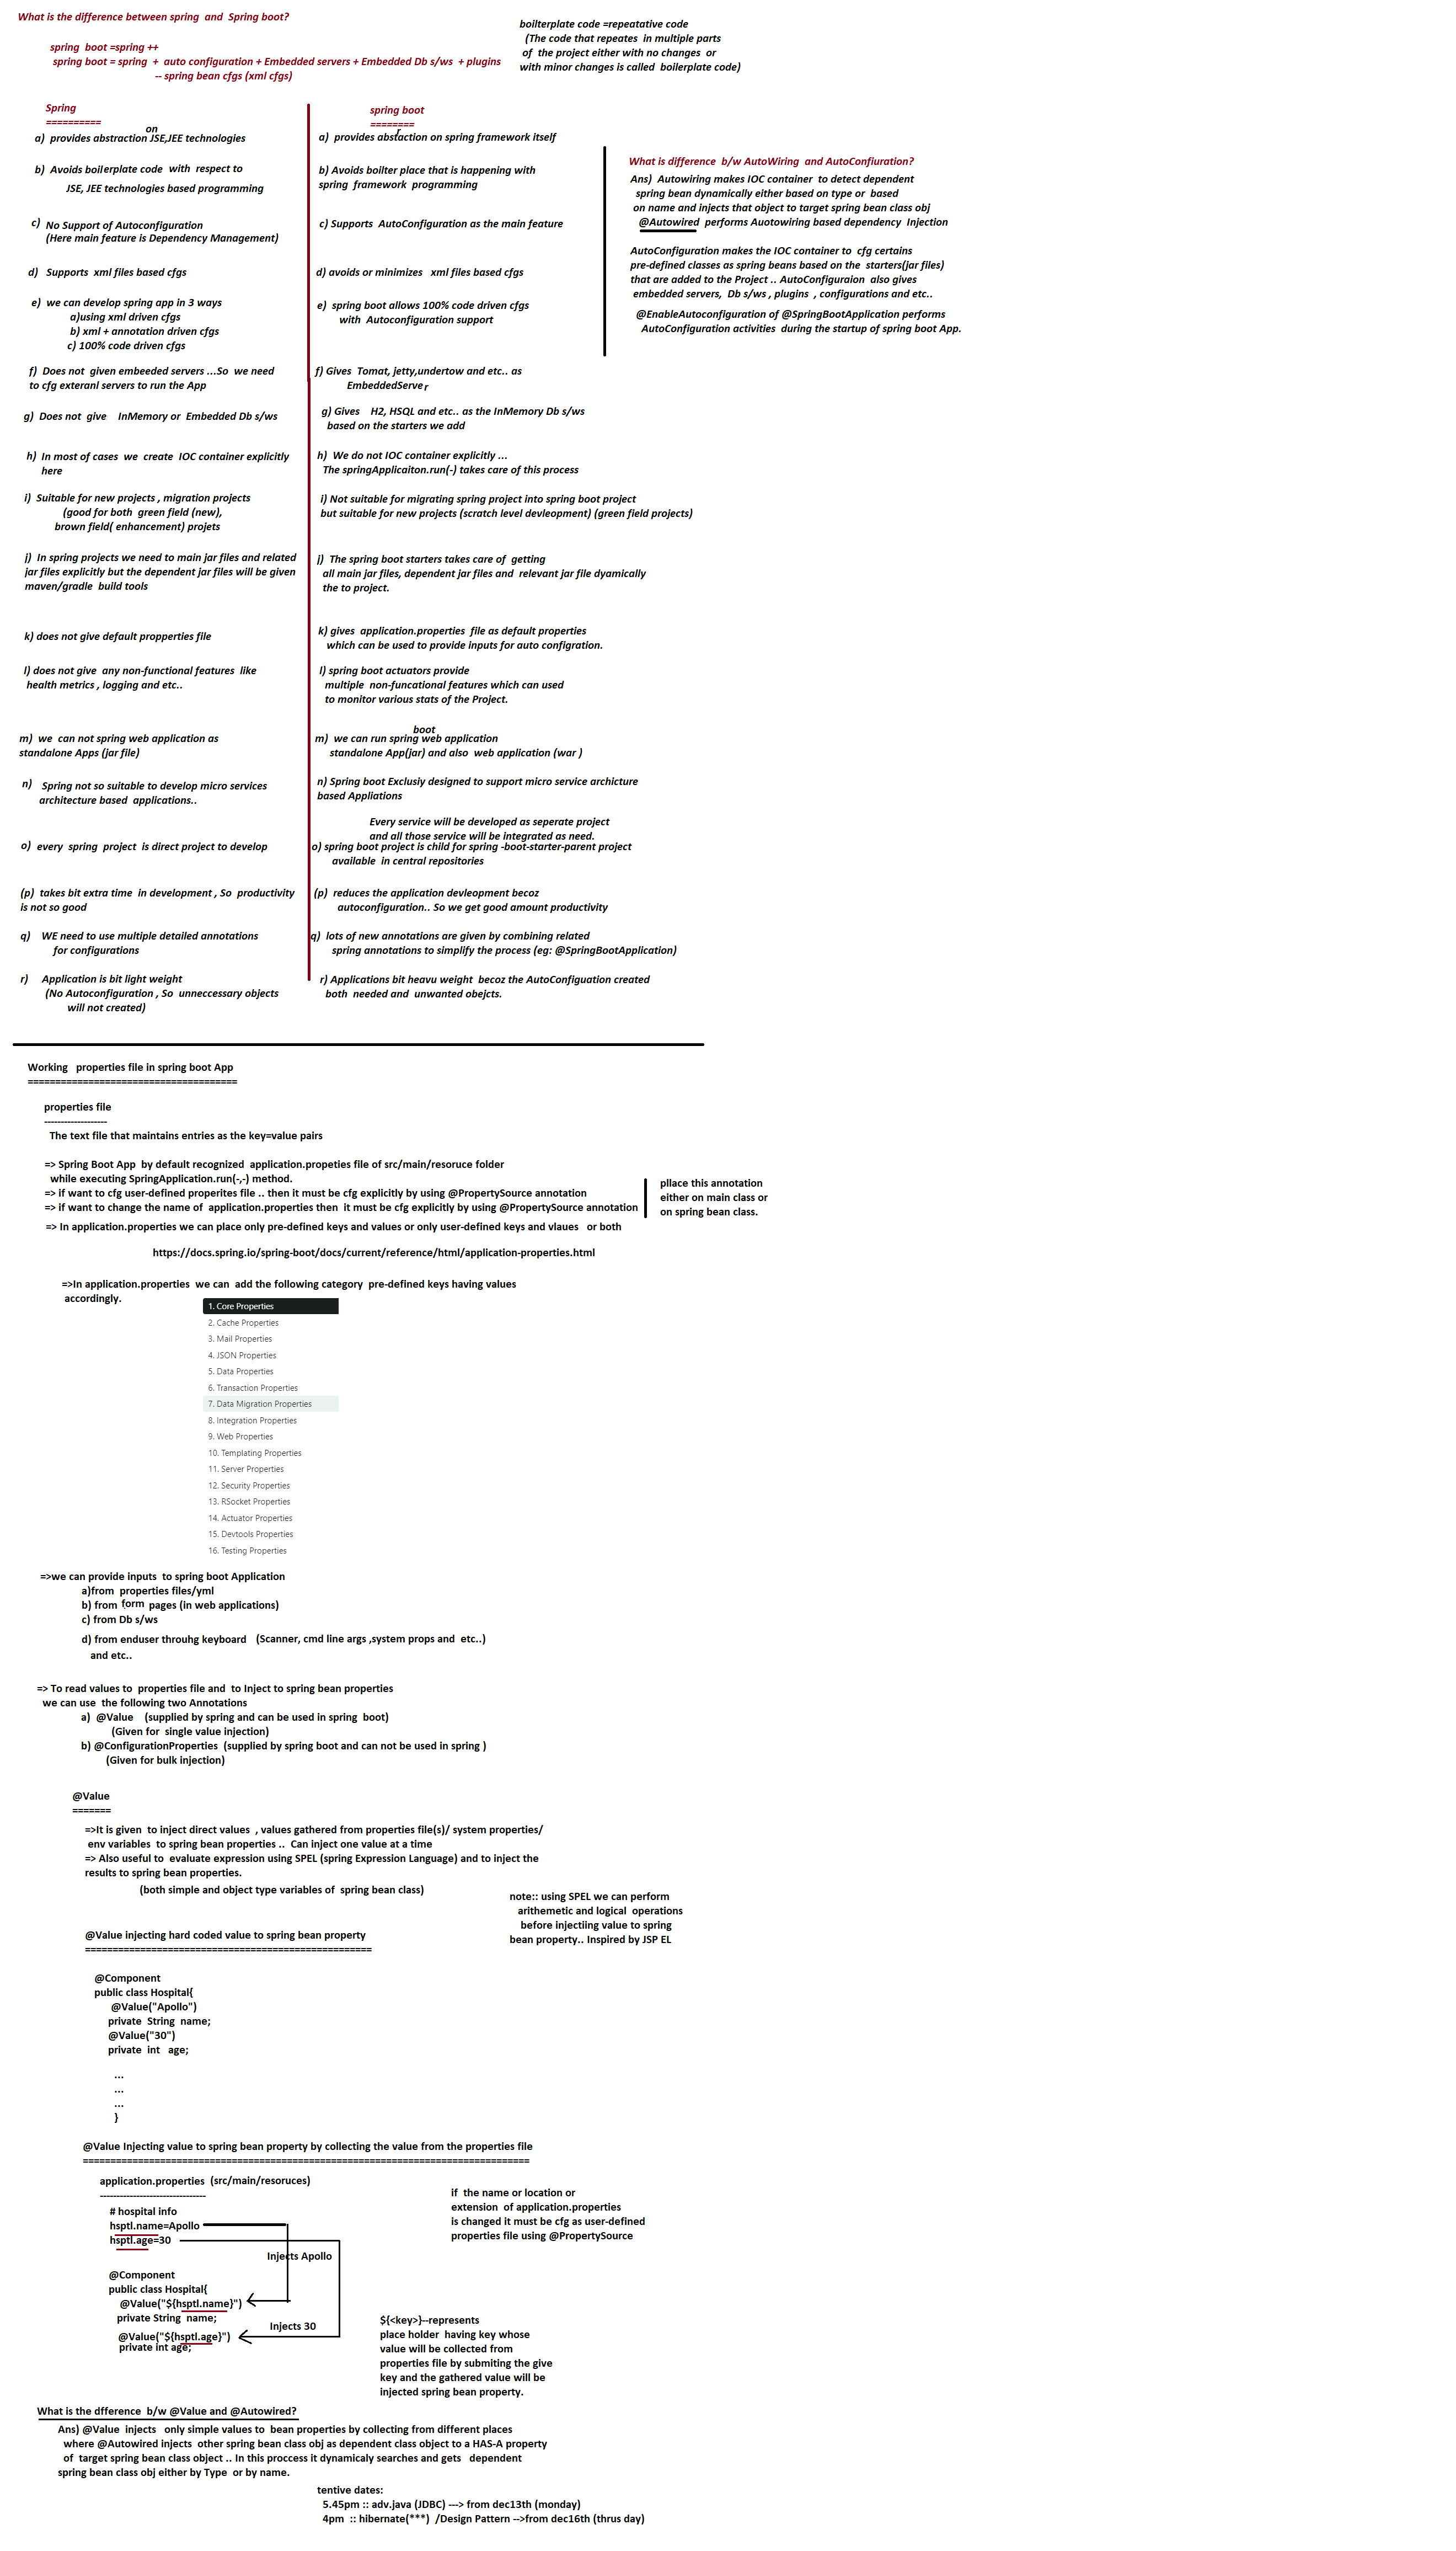 What is the difference between spring and Spring boot?
spring boot =spring ++
spring boot = spring + auto configuration + Embedded servers + Embedded Db s/ws + plugins
-- spring bean cfgs (xml cfgs)
boilterplate code =repeatative code
(The code that repeates in multiple parts
of the project either with no changes or
with minor changes is called boilerplate code)
Spring
==========
on
a) provides abstraction JSE,JEE technologies
b) Avoids boilerplate code with respect to
JSE, JEE technologies based programming
c) No Support of Autoconfiguration
(Here main feature is Dependency Management)
d) Supports xml files based cfgs
e) we can develop spring app in 3 ways
a)using xml driven cfgs
b) xml + annotation driven cfgs
c) 100% code driven cfgs
f) Does not given embeeded servers ...So we need
to cfg exteranl servers to run the App
g) Does not give InMemory or Embedded Db s/ws
h) In most of cases we create IOC container explicitly
here
i) Suitable for new projects , migration projects
(good for both green field (new),
brown field( enhancement) projets
j) In spring projects we need to main jar files and related
jar files explicitly but the dependent jar files will be given
maven/gradle build tools
k) does not give default propperties file
l) does not give any non-functional features like
health metrics , logging and etc..
m) we can not spring web application as
standalone Apps (jar file)
n) Spring not so suitable to develop micro services
architecture based applications..
o) every spring project is direct project to develop
(p) takes bit extra time in development , So productivity
is not so good
q) WE need to use multiple detailed annotations
for configurations
r) Application is bit light weight
(No Autoconfiguration , So unneccessary objects
will not created)
spring boot
========
r
a) provides abstaction on spring framework itself
b) Avoids boilter place that is happening with
spring framework programming
c) Supports AutoConfiguration as the main feature
d) avoids or minimizes xml files based cfgs
e) spring boot allows 100% code driven cfgs
with Autoconfiguration support
f) Gives Tomat, jetty,undertow and etc.. as
EmbeddedServer
g) Gives H2, HSQL and etc.. as the InMemory Db s/ws
based on the starters we add
h) We do not IOC container explicitly ...
The springApplicaiton.run(-) takes care of this process
i) Not suitable for migrating spring project into spring boot project
but suitable for new projects (scratch level devleopment) (green field projects)
j) The spring boot starters takes care of getting
all main jar files, dependent jar files and relevant jar file dyamically
the to project.
k) gives application.properties file as default properties
which can be used to provide inputs for auto configration.
l) spring boot actuators provide
multiple non-funcational features which can used
to monitor various stats of the Project.
boot
m) we can run spring web application
standalone App(jar) and also web application (war )
n) Spring boot Exclusiy designed to support micro service archicture
based Appliations
Every service will be developed as seperate project
and all those service will be integrated as need.
o) spring boot project is child for spring -boot-starter-parent project
available in central repositories
(p) reduces the application devleopment becoz
autoconfiguration.. So we get good amount productivity
q) lots of new annotations are given by combining related
spring annotations to simplify the process (eg: @SpringBootApplication)
r) Applications bit heavu weight becoz the AutoConfiguation created
both needed and unwanted obejcts.
What is difference b/w AutoWiring and AutoConfiuration?
Ans) Autowiring makes IOC container to detect dependent
spring bean dynamically either based on type or based
on name and injects that object to target spring bean class obj
@Autowired performs Auotowiring based dependency Injection
AutoConfiguration makes the IOC container to cfg certains
pre-defined classes as spring beans based on the starters(jar files)
that are added to the Project .. AutoConfiguraion also gives
embedded servers, Db s/ws , plugins , configurations and etc..
@EnableAutoconfiguration of @SpringBootApplication performs
AutoConfiguration activities during the startup of spring boot App.
Working properties file in spring boot App
======================================
properties file
-------------------
The text file that maintains entries as the key=value pairs
=> Spring Boot App by default recognized application.propeties file of src/main/resoruce folder
while executing SpringApplication.run(-,-) method.
=> if want to cfg user-defined properites file .. then it must be cfg explicitly by using @PropertySource annotation
=> if want to change the name of application.properties then it must be cfg explicitly by using @PropertySource annotation
pllace this annotation
either on main class or
on spring bean class.
=> In application.properties we can place only pre-defined keys and values or only user-defined keys and vlaues or both
https://docs.spring.io/spring-boot/docs/current/reference/html/application-properties.html
=>In application.properties we can add the following category pre-defined keys having values
accordingly.
1. Core Properties
2. Cache Properties
3. Mail Properties
4. JSON Properties
5. Data Properties
6. Transaction Properties
7. Data Migration Properties
8. Integration Properties
9. Web Properties
10. Templating Properties
11. Server Properties
12. Security Properties
13. RSocket Properties
14. Actuator Properties
15. Devtools Properties
16. Testing Properties
=>we can provide inputs to spring boot Application
a)from properties files/yml
b) from form pages (in web applications)
c) from Db s/ws
d) from enduser throuhg keyboard (Scanner, cmd line args ,system props and etc..)
and etc..
=> To read values to properties file and to Inject to spring bean properties
we can use the following two Annotations
a) @Value (supplied by spring and can be used in spring boot)
(Given for single value injection)
b) @ConfigurationProperties (supplied by spring boot and can not be used in spring )
(Given for bulk injection)
@Value
=======
=>It is given to inject direct values , values gathered from properties file(s)/ system properties/
env variables to spring bean properties .. Can inject one value at a time
=> Also useful to evaluate expression using SPEL (spring Expression Language) and to inject the
results to spring bean properties.
(both simple and object type variables of spring bean class)
note:: using SPEL we can perform
arithemetic and logical operations
before injectiing value to spring
bean property.. Inspired by JSP EL
@Value injecting hard coded value to spring bean property
====================================================
@Component
public class Hospital{
@Value("Apollo")
private String name;
@Value("30")
private int age;
...
...
...
}
@Value Injecting value to spring bean property by collecting the value from the properties file
=================================================================================
application.properties (src/main/resoruces)
--------------------------------
# hospital info
hsptl.name=Apollo
hsptl.age=30
Injects Apollo
if the name or location or
extension of application.properties
is changed it must be cfg as user-defined
properties file using @PropertySource
@Component
public class Hospital{
@Value("${hsptl.name}")
private String name;
Injects 30
@Value("${hsptl.age}")
private int age;
${<key>}--represents
place holder having key whose
value will be collected from
properties file by submiting the give
key and the gathered value will be
injected spring bean property.
What is the dfference b/w @Value and @Autowired?
Ans) @Value injects only simple values to bean properties by collecting from different places
where @Autowired injects other spring bean class obj as dependent class object to a HAS-A property
of target spring bean class object .. In this proccess it dynamicaly searches and gets dependent
spring bean class obj either by Type or by name.
tentive dates:
5.45pm :: adv.java (JDBC) ---> from dec13th (monday)
4pm :: hibernate(***) /Design Pattern -->from dec16th (thrus day)